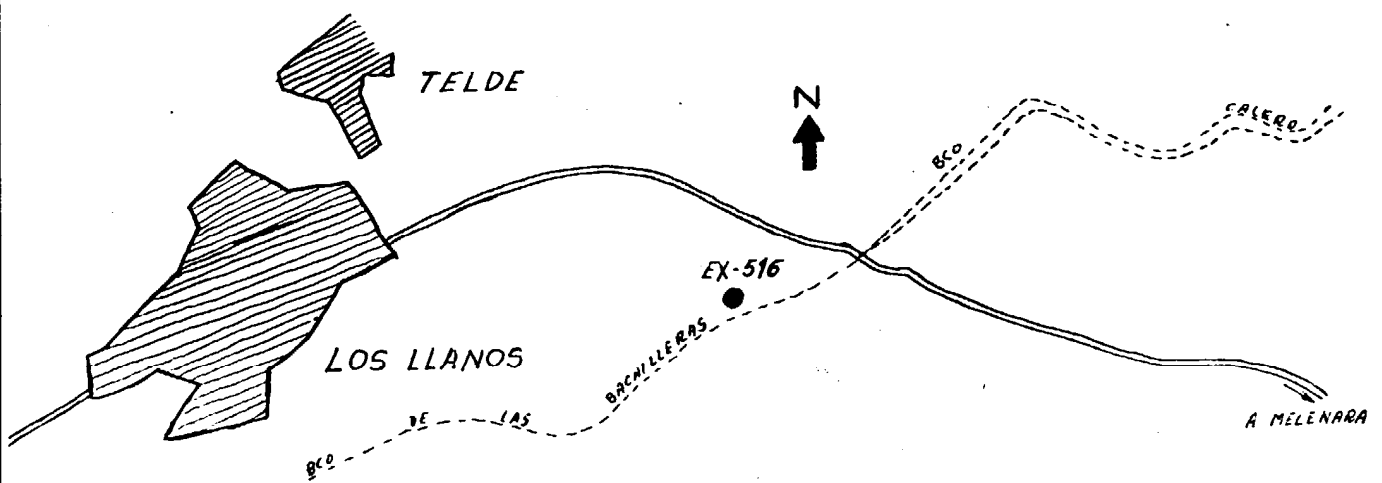 TELDE
N
BCO CALERO
EX-516
LOS LLANOS
BCO DE LAS BACHILLERAS
A MELENARA